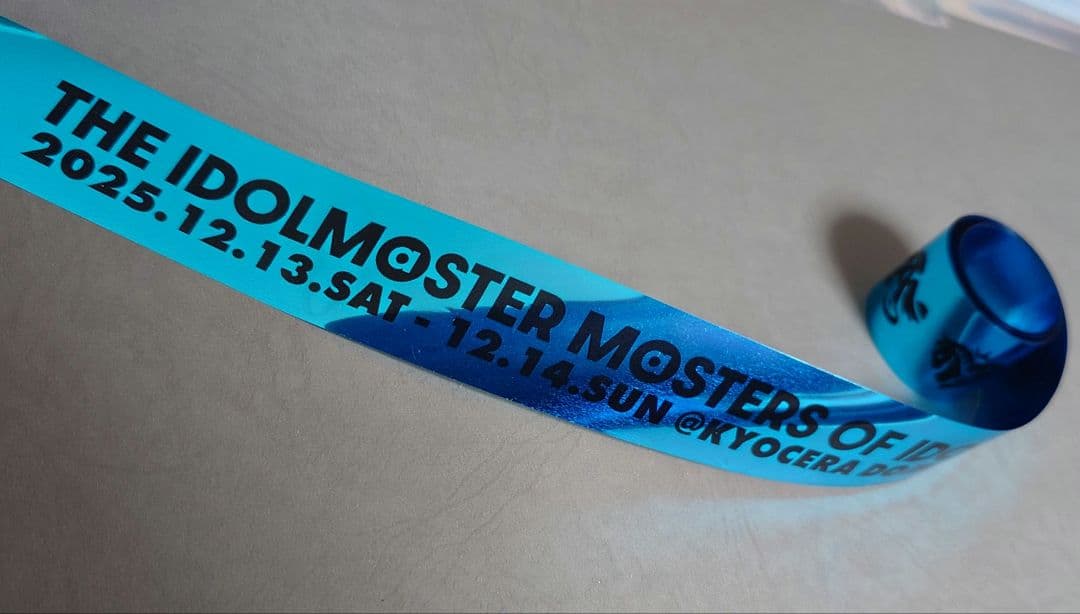 THE IDOLM@STER M@STERS OF
2025.12.13.SAT - 12.14.SUN @KYOCERA